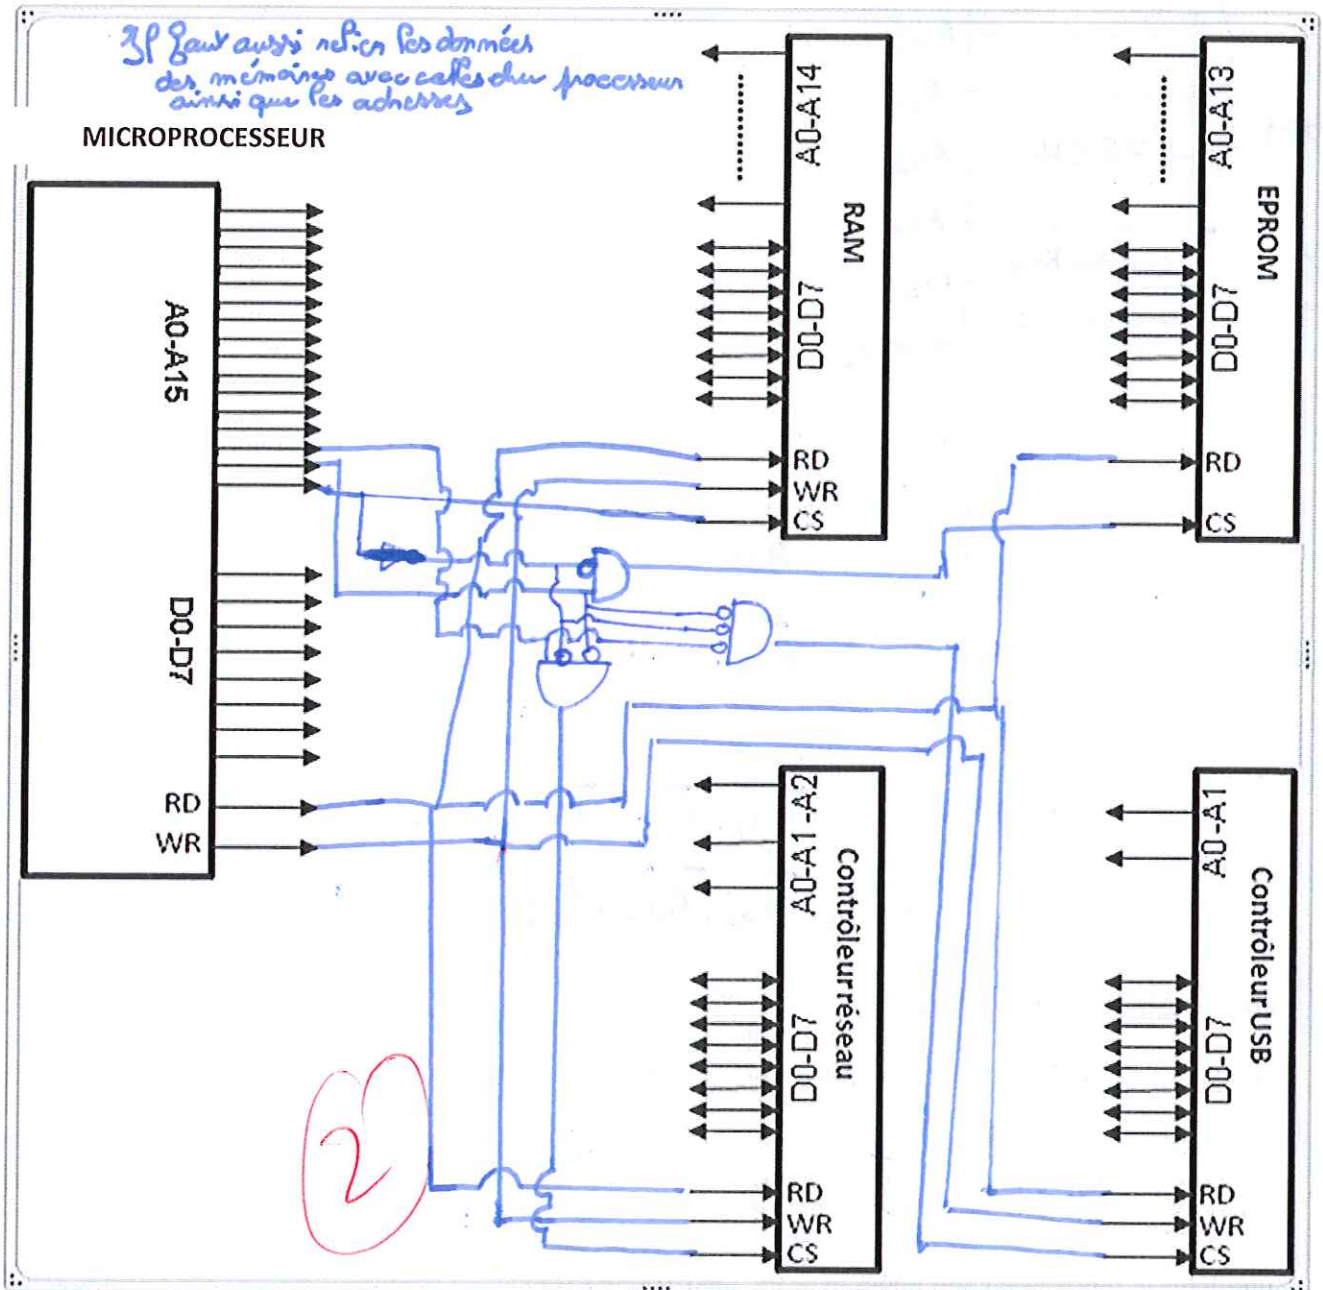 Il faut aussi relier les données
des mémoires avec celles du processeur
ainsi que les adresses
MICROPROCESSEUR
A0-A15
D0-D7
RD
WR
A0-A14
RAM
D0-D7
RD
WR
CS
A0-A13
EPROM
D0-D7
RD
CS
A0-A1-A2
Contrôleur réseau
D0-D7
RD
WR
CS
A0-A1
Contrôleur USB
D0-D7
RD
WR
CS
2